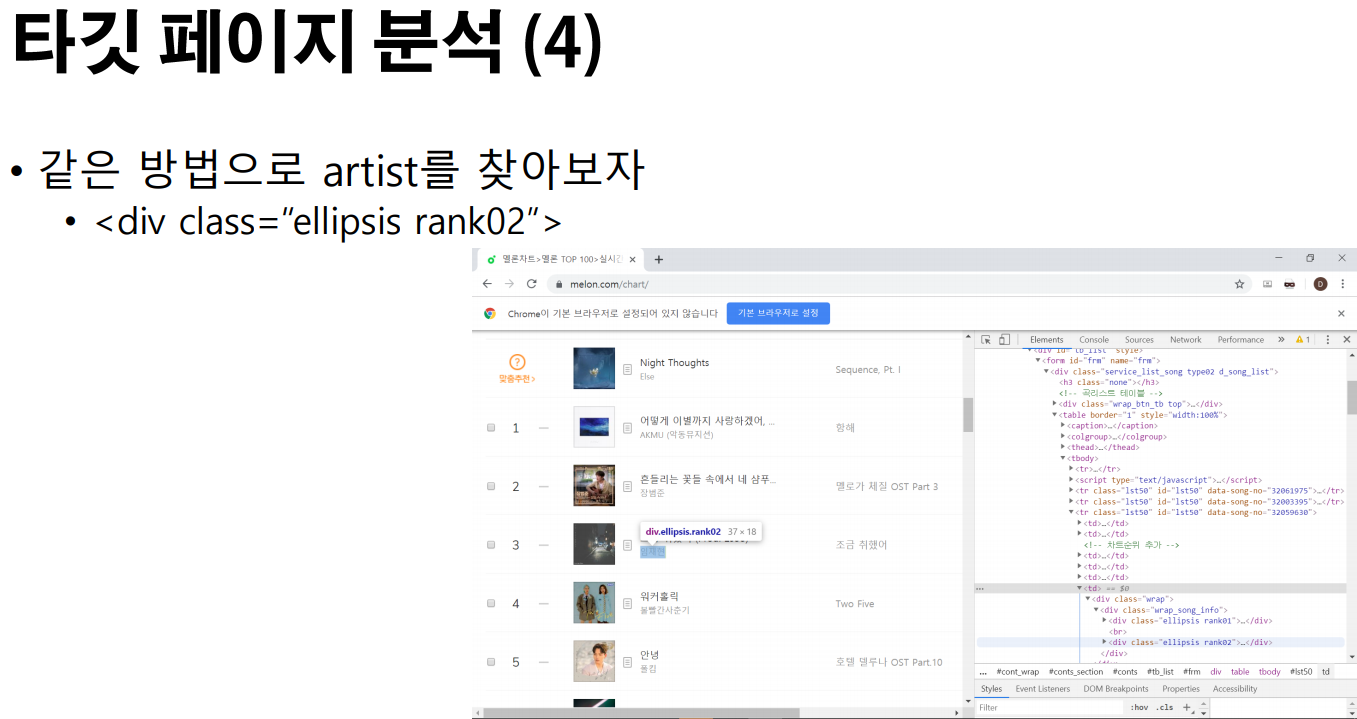 타깃 페이지 분석 (4)
• 같은 방법으로 artist를 찾아보자
• <div class="ellipsis rank02">
멜론차트>멜론 TOP 100>실시간
melon.com/chart/
D
Chrome이 기본 브라우저로 설정되어 있지 않습니다
기본 브라우저로 설정
맞춤추천>
Night Thoughts
Else
Sequence, Pt. I
1
어떻게 이별까지 사랑하겠어, ...
AKMU (악동뮤지션)
항해
2
흔들리는 꽃들 속에서 네 샴푸...
장범준
멜로가 체질 OST Part 3
div.ellipsis.rank02 37 × 18
3
임재현
조금 취했어
4
워커홀릭
볼빨간사춘기
Two Five
5
안녕
폴킴
호텔 델루나 OST Part.10
Elements Console Sources Network Performance » 1
<div id="tb_list" style>
▼<form id="frm" name="frm">
▼<div class="service_list_song type02 d_song_list">
<h3 class="none"></h3>
<!-- 곡리스트 테이블 -->
▶<div class="wrap_btn_tb top">…</div>
▼<table border="1" style="width:100%">
▶<caption>…</caption>
▶<colgroup>…</colgroup>
▶<thead>…</thead>
▼<tbody>
▶<tr>…</tr>
▶<script type="text/javascript">…</script>
▶<tr class="lst50" id="lst50" data-song-no="32061975">…</tr>
▶<tr class="lst50" id="lst50" data-song-no="32003395">…</tr>
▼<tr class="lst50" id="lst50" data-song-no="32059630">
▶<td>…</td>
▶<td>…</td>
<!-- 차트순위 추가 -->
▶<td>…</td>
▶<td>…</td>
▶<td>…</td>
▼<td> == $0
▼<div class="wrap">
▼<div class="wrap_song_info">
▶<div class="ellipsis rank01">…</div>
<br>
▶<div class="ellipsis rank02">…</div>
</div>
... #cont_wrap #conts_section #conts #tb_list #frm div table tbody #lst50 td
Styles Event Listeners DOM Breakpoints Properties Accessibility
Filter :hov .cls +